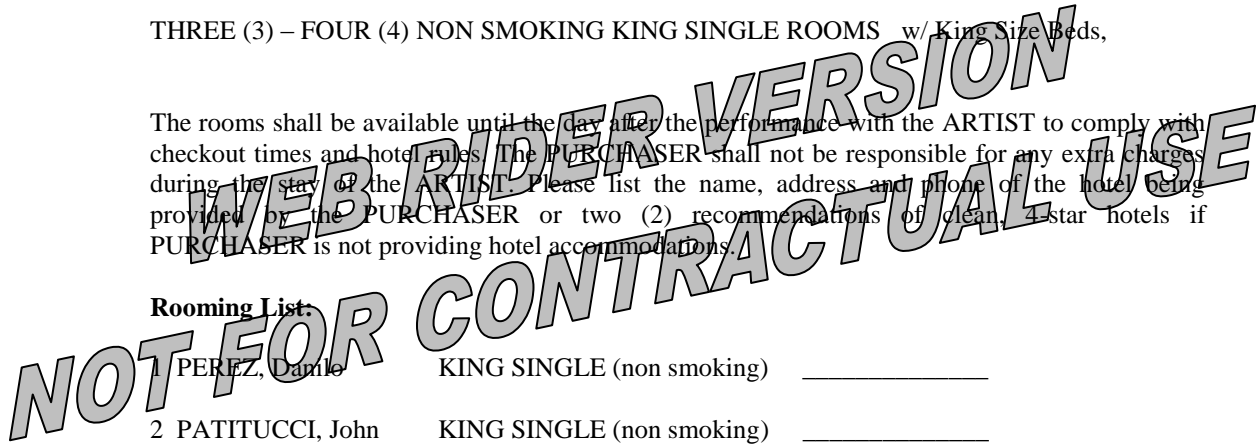 THREE (3) – FOUR (4) NON SMOKING KING SINGLE ROOMS w/ King Size Beds,
The rooms shall be available until the day after the performance with the ARTIST to comply with
checkout times and hotel rules. The PURCHASER shall not be responsible for any extra charges
during the stay of the ARTIST. Please list the name, address and phone of the hotel being
provided by the PURCHASER or two (2) recommendations of clean, 4-star hotels if
PURCHASER is not providing hotel accommodations.
Rooming List:
1 PEREZ, Danilo KING SINGLE (non smoking) ______________
2 PATITUCCI, John KING SINGLE (non smoking) ______________
WEB RIDER VERSION
NOT FOR CONTRACTUAL USE